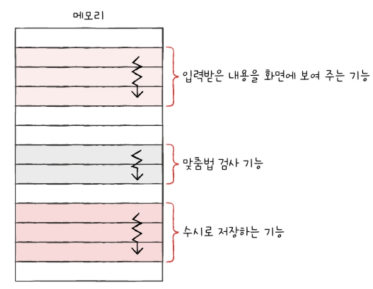 메모리
입력받은 내용을 화면에 보여 주는 기능
맞춤법 검사 기능
수시로 저장하는 기능